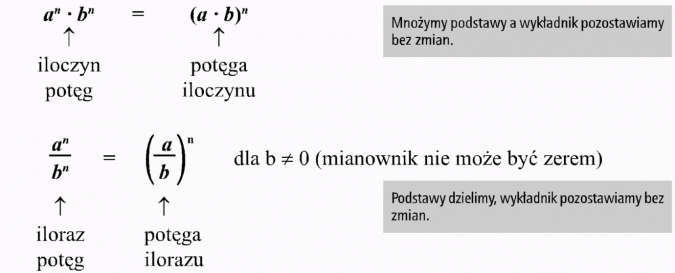 aⁿ · bⁿ = (a · b)ⁿ
Mnożymy podstawy a wykładnik pozostawiamy
bez zmian.
↑ ↑
iloczyn potęga
potęg iloczynu
aⁿ/bⁿ = (a/b)ⁿ dla b ≠ 0 (mianownik nie może być zerem)
Podstawy dzielimy, wykładnik pozostawiamy bez
zmian.
↑ ↑
iloraz potęga
potęg ilorazu